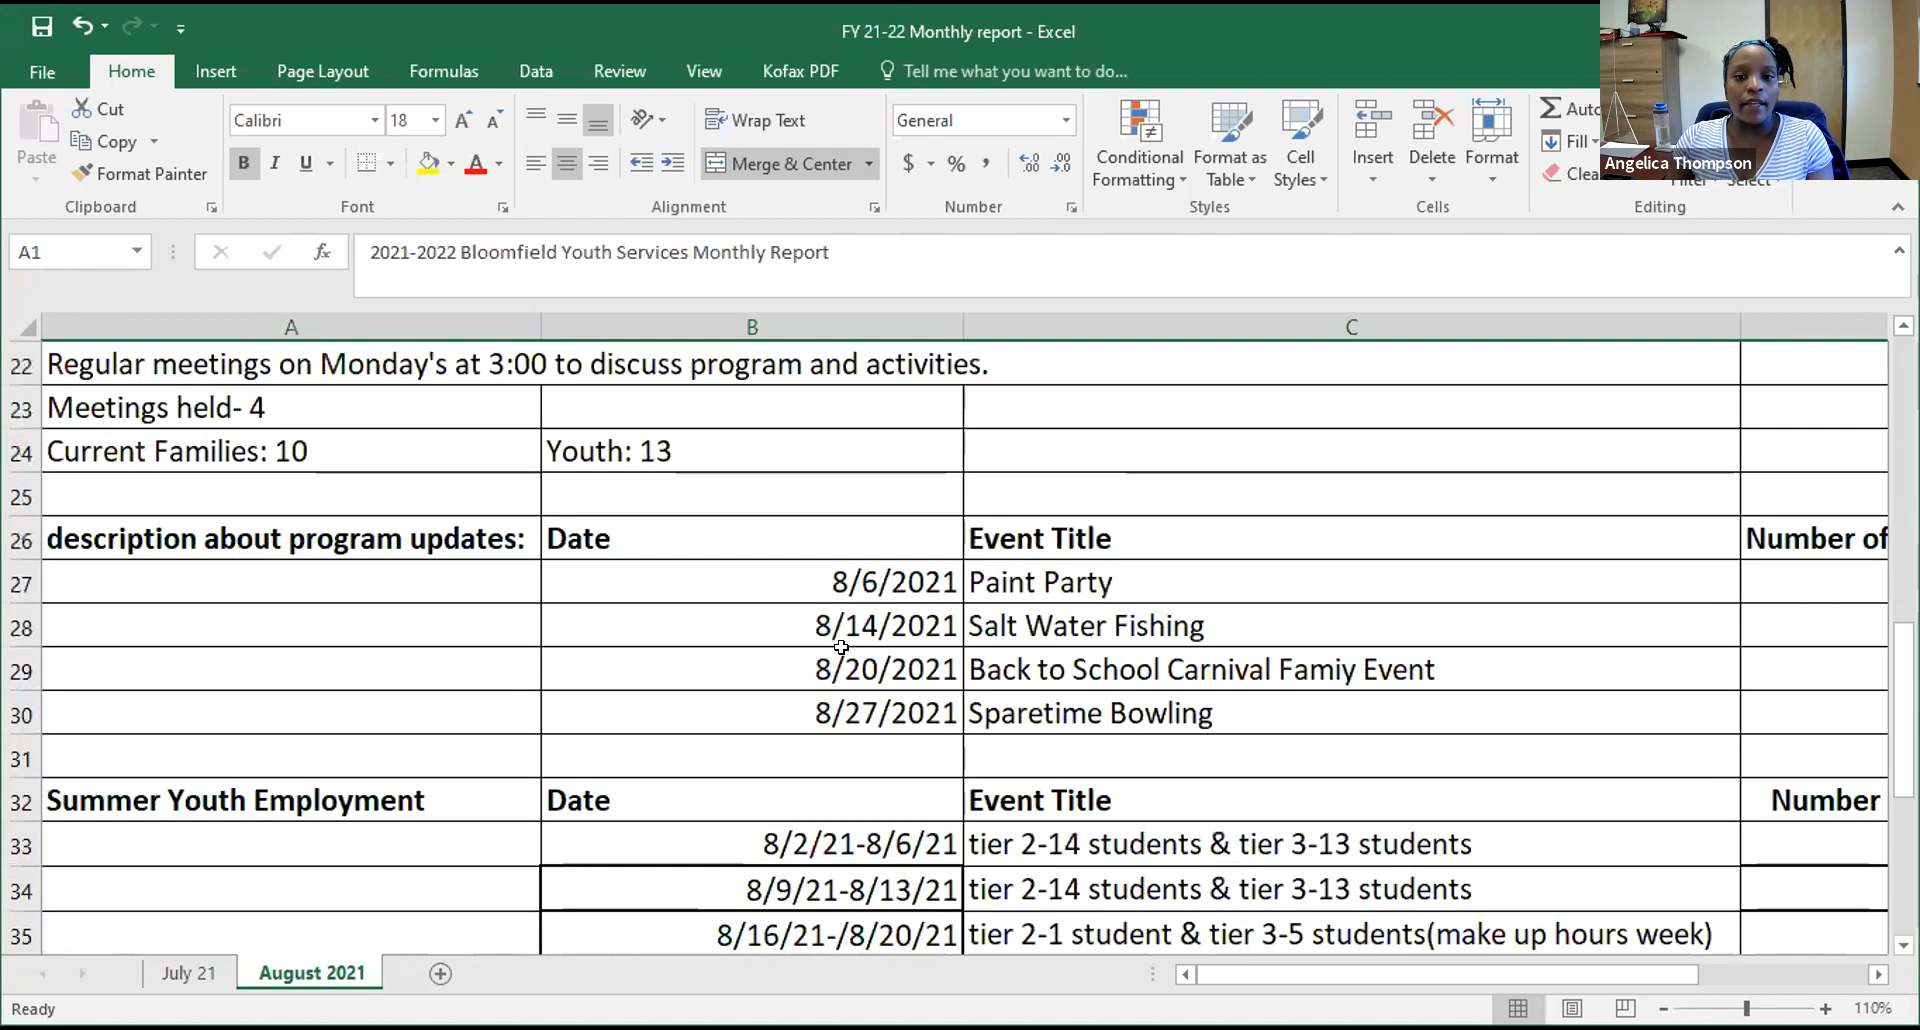 FY 21-22 Monthly report - Excel
File Home Insert Page Layout Formulas Data Review View Kofax PDF Tell me what you want to do...
Paste
Cut
Copy
Format Painter
Clipboard
Calibri 18
B I U
Font
Wrap Text
Merge & Center
Alignment
General
$ % ,
Number
Conditional Formatting
Format as Table
Cell Styles
Styles
Insert Delete Format
Cells
Auto
Fill
Clea
Editing
Angelica Thompson
A1 fx 2021-2022 Bloomfield Youth Services Monthly Report
A B C
22 Regular meetings on Monday's at 3:00 to discuss program and activities.
23 Meetings held- 4
24 Current Families: 10 Youth: 13
25
26 description about program updates: Date Event Title Number of
27 8/6/2021 Paint Party
28 8/14/2021 Salt Water Fishing
29 8/20/2021 Back to School Carnival Famiy Event
30 8/27/2021 Sparetime Bowling
31
32 Summer Youth Employment Date Event Title Number
33 8/2/21-8/6/21 tier 2-14 students & tier 3-13 students
34 8/9/21-8/13/21 tier 2-14 students & tier 3-13 students
35 8/16/21-/8/20/21 tier 2-1 student & tier 3-5 students(make up hours week)
July 21 August 2021
Ready 110%